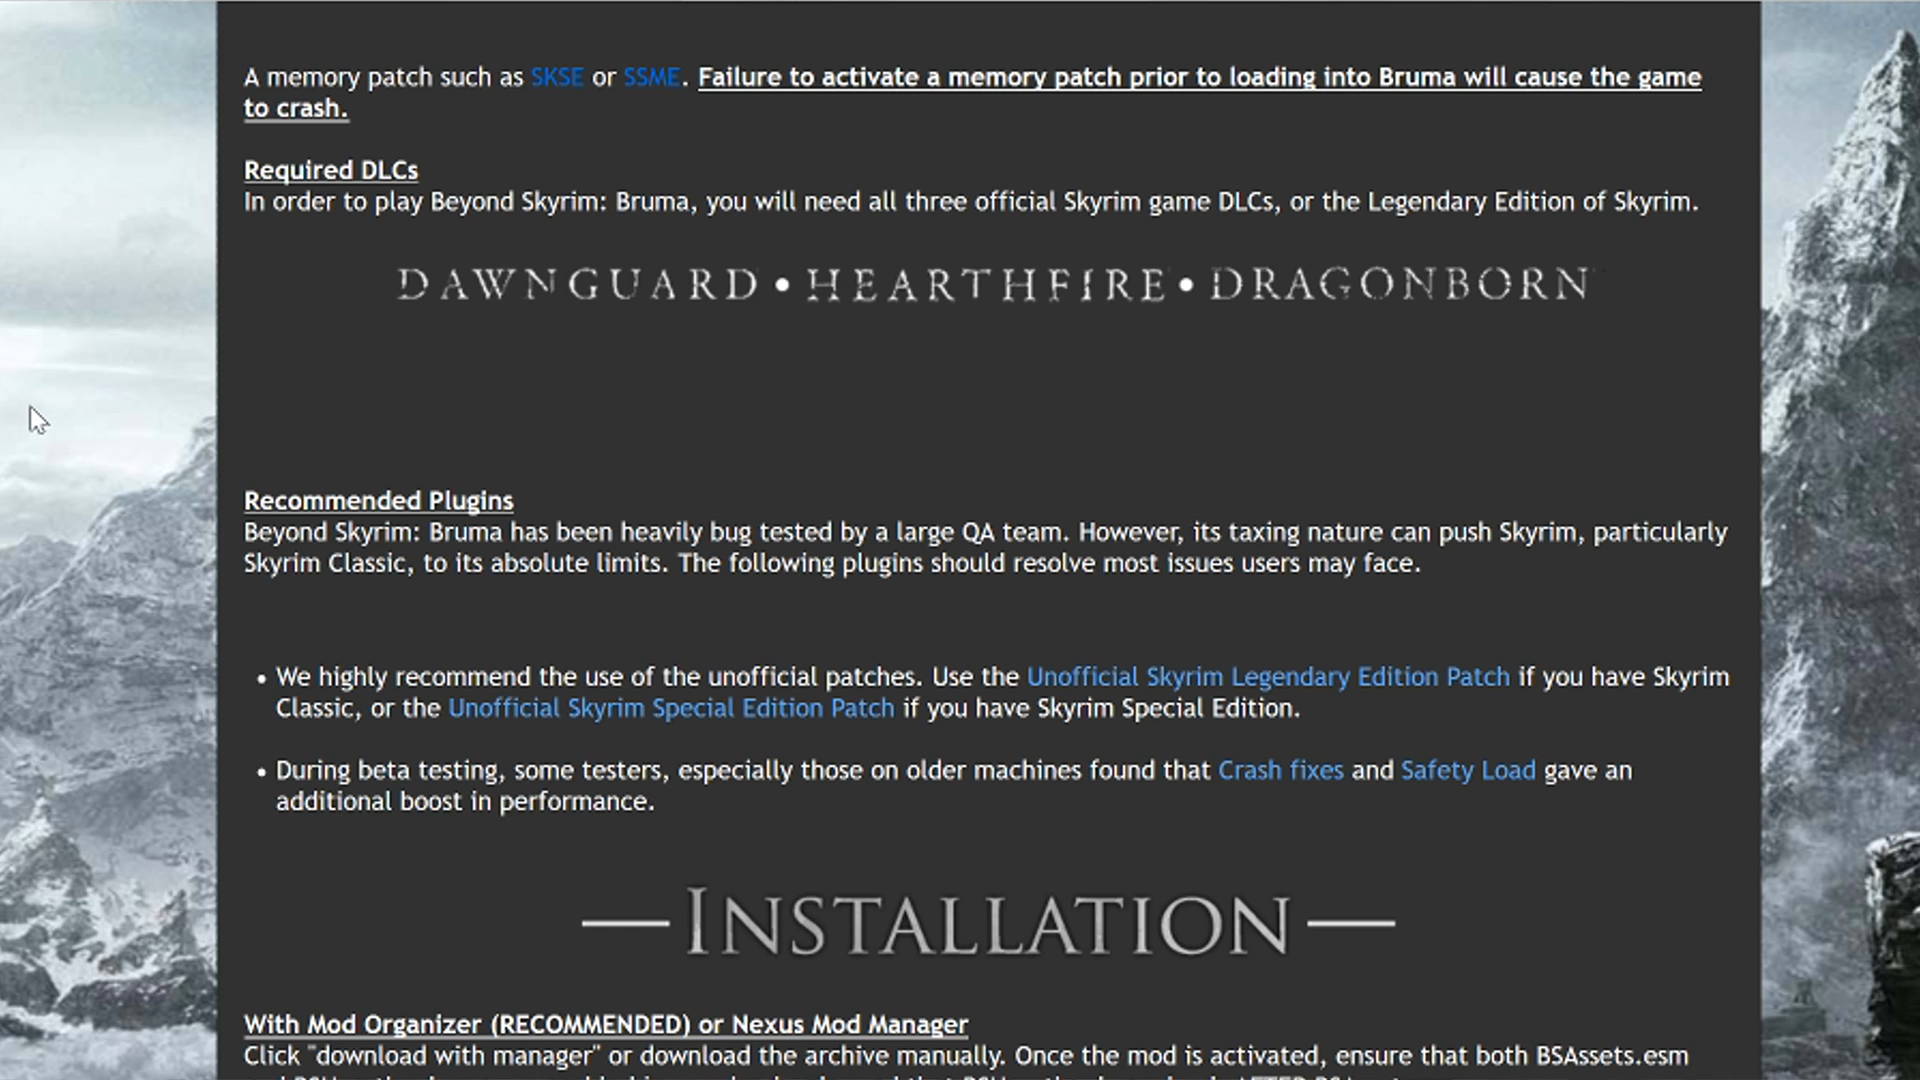 A memory patch such as SKSE or SSME. Failure to activate a memory patch prior to loading into Bruma will cause the game
to crash.
Required DLCs
In order to play Beyond Skyrim: Bruma, you will need all three official Skyrim game DLCs, or the Legendary Edition of Skyrim.
DAWNGUARD • HEARTHFIRE • DRAGONBORN
Recommended Plugins
Beyond Skyrim: Bruma has been heavily bug tested by a large QA team. However, its taxing nature can push Skyrim, particularly
Skyrim Classic, to its absolute limits. The following plugins should resolve most issues users may face.
• We highly recommend the use of the unofficial patches. Use the Unofficial Skyrim Legendary Edition Patch if you have Skyrim
Classic, or the Unofficial Skyrim Special Edition Patch if you have Skyrim Special Edition.
• During beta testing, some testers, especially those on older machines found that Crash fixes and Safety Load gave an
additional boost in performance.
— INSTALLATION —
With Mod Organizer (RECOMMENDED) or Nexus Mod Manager
Click "download with manager" or download the archive manually. Once the mod is activated, ensure that both BSAssets.esm